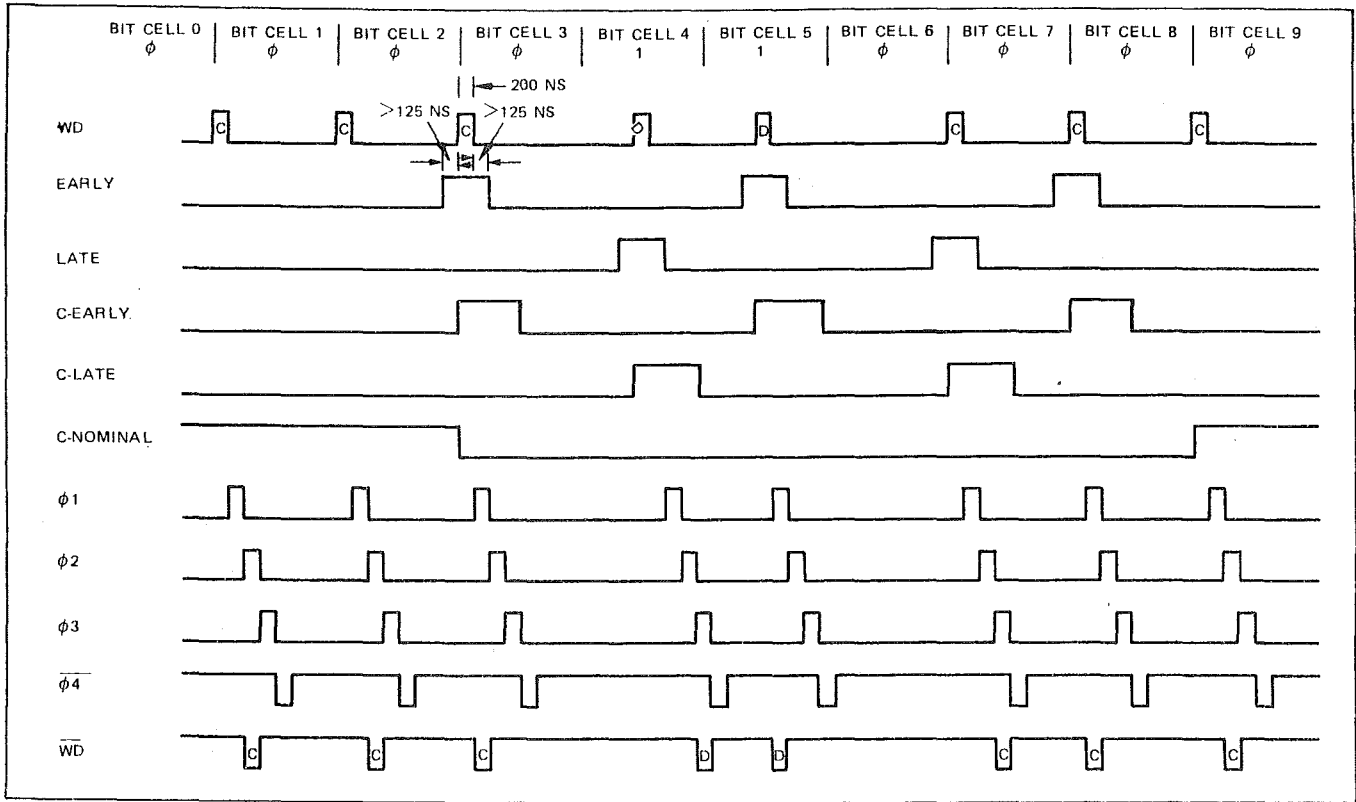 BIT CELL 0 BIT CELL 1 BIT CELL 2 BIT CELL 3 BIT CELL 4 BIT CELL 5 BIT CELL 6 BIT CELL 7 BIT CELL 8 BIT CELL 9
ϕ ϕ ϕ ϕ 1 1 ϕ ϕ ϕ ϕ
200 NS
>125 NS >125 NS
WD C C C D C C C
EARLY
LATE
C-EARLY.
C-LATE
C-NOMINAL
ϕ1
ϕ2
ϕ3
ϕ4
WD C C C D D C C C